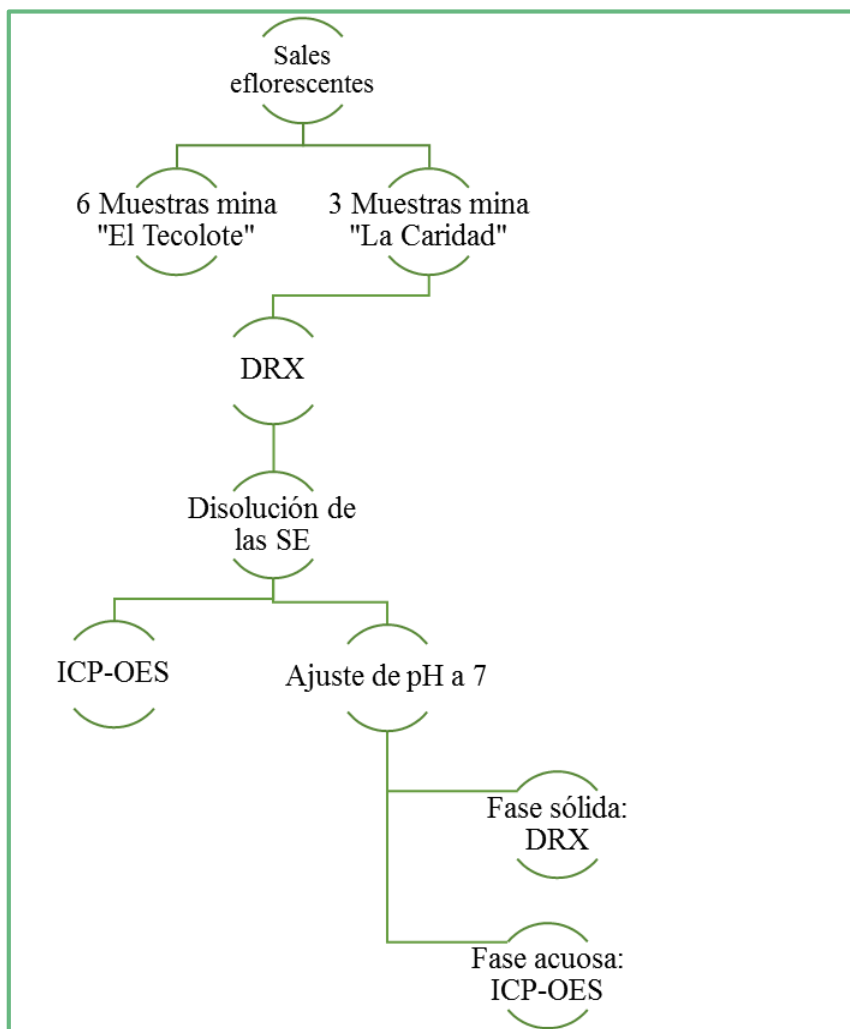 Sales
eflorescentes
6 Muestras mina
"El Tecolote"
3 Muestras mina
"La Caridad"
DRX
Disolución de
las SE
ICP-OES
Ajuste de pH a 7
Fase sólida:
DRX
Fase acuosa:
ICP-OES